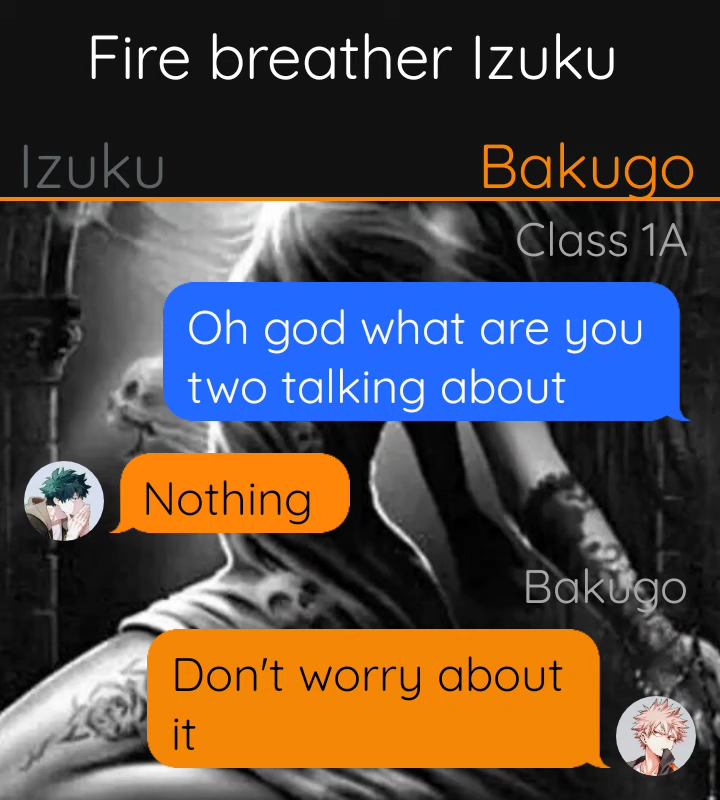 Fire breather Izuku
Izuku
Bakugo
Class 1A
Oh god what are you
two talking about
Nothing
Bakugo
Don't worry about
it